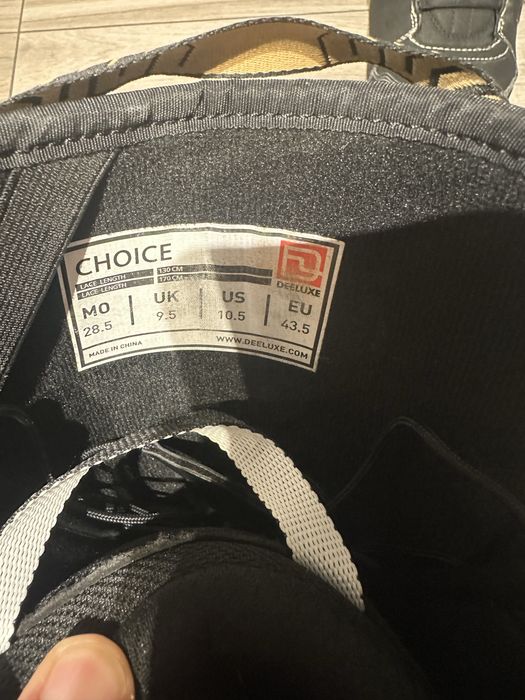 CHOICE
LACE LENGTH 130 CM
LACE LENGTH 170 CM
DEELUXE
MO UK US EU
28.5 9.5 10.5 43.5
MADE IN CHINA WWW.DEELUXE.COM